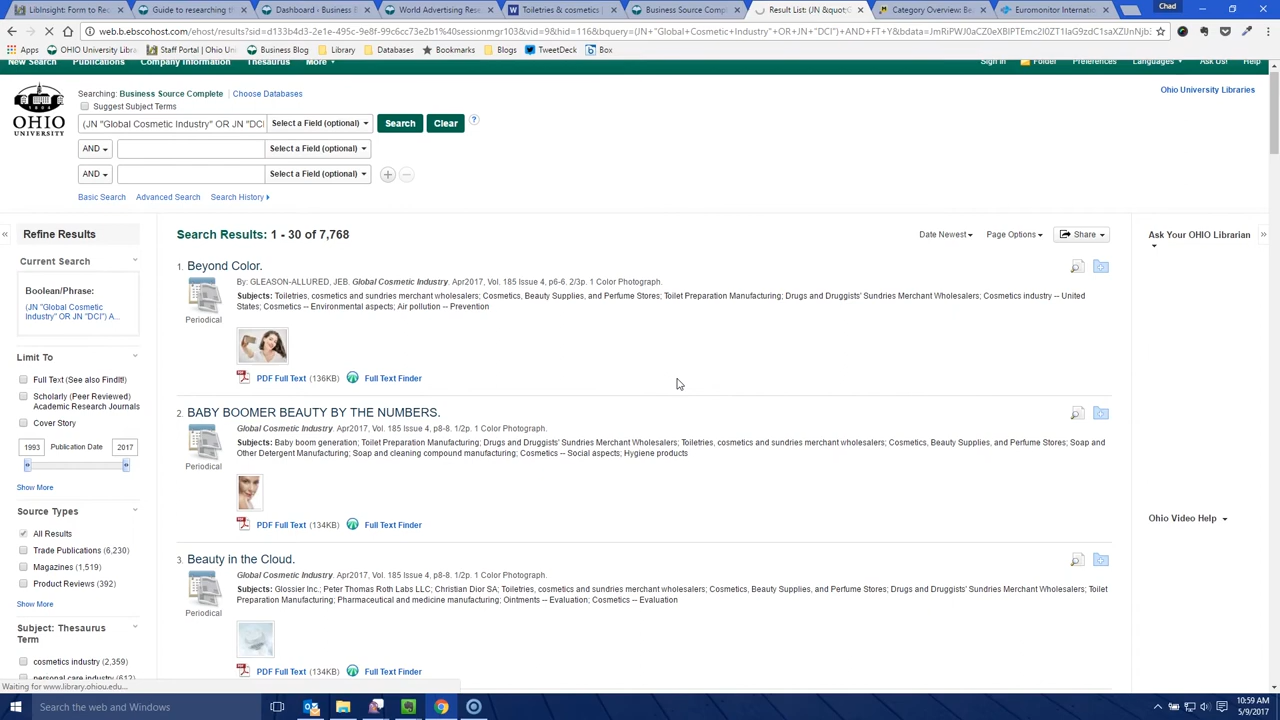 LibInsight: Form to Rec
Guide to researching th
Dashboard ‹ Business B
World Advertising Rese
Toiletries & cosmetics |
Business Source Comp
Result List: (JN &quot;G
Category Overview: Be
Euromonitor Internati
Chad
web.b.ebscohost.com/ehost/results?sid=d133b4d3-2e1e-495c-9e8f-99c6cc73e2b1%40sessionmgr103&vid=9&hid=116&bquery=(JN+"Global+Cosmetic+Industry"+OR+JN+"DCI")+AND+FT+Y&bdata=
Apps
OHIO University Libra
Staff Portal | Ohio Uni
Business Blog
Library
Databases
Bookmarks
Blogs
TweetDeck
Box
New Search
Publications
Company Information
Thesaurus
More
Sign In
Folder
Preferences
Languages
Ask Us!
Help
OHIO
UNIVERSITY
Searching: Business Source Complete
Choose Databases
Ohio University Libraries
Suggest Subject Terms
(JN "Global Cosmetic Industry" OR JN "DCI
Select a Field (optional)
Search
Clear
?
AND
Select a Field (optional)
AND
Select a Field (optional)
Basic Search
Advanced Search
Search History
Refine Results
Search Results: 1 - 30 of 7,768
Date Newest
Page Options
Share
Ask Your OHIO Librarian
Current Search
Boolean/Phrase:
(JN "Global Cosmetic
Industry" OR JN "DCI") A...
Limit To
Full Text (See also FindIt!)
Scholarly (Peer Reviewed)
Academic Research Journals
Cover Story
1993
Publication Date
2017
Show More
Source Types
All Results
Trade Publications (6,230)
Magazines (1,519)
Product Reviews (392)
Show More
Subject: Thesaurus
Term
cosmetics industry (2,359)
personal care industry (612)
1. Beyond Color.
By: GLEASON-ALLURED, JEB. Global Cosmetic Industry. Apr2017, Vol. 185 Issue 4, p6-6. 2/3p. 1 Color Photograph.
Subjects: Toiletries, cosmetics and sundries merchant wholesalers; Cosmetics, Beauty Supplies, and Perfume Stores; Toilet Preparation Manufacturing; Drugs and Druggists' Sundries Merchant Wholesalers; Cosmetics industry -- United
States; Cosmetics -- Environmental aspects; Air pollution -- Prevention
Periodical
PDF Full Text (136KB)
Full Text Finder
2. BABY BOOMER BEAUTY BY THE NUMBERS.
Global Cosmetic Industry. Apr2017, Vol. 185 Issue 4, p8-8. 1/2p. 1 Color Photograph.
Subjects: Baby boom generation; Toilet Preparation Manufacturing; Drugs and Druggists' Sundries Merchant Wholesalers; Toiletries, cosmetics and sundries merchant wholesalers; Cosmetics, Beauty Supplies, and Perfume Stores; Soap and
Other Detergent Manufacturing; Soap and cleaning compound manufacturing; Cosmetics -- Social aspects; Hygiene products
Periodical
PDF Full Text (134KB)
Full Text Finder
Ohio Video Help
3. Beauty in the Cloud.
Global Cosmetic Industry. Apr2017, Vol. 185 Issue 4, p8-8. 1/2p. 1 Color Photograph.
Subjects: Glossier Inc.; Peter Thomas Roth Labs LLC; Christian Dior SA; Toiletries, cosmetics and sundries merchant wholesalers; Cosmetics, Beauty Supplies, and Perfume Stores; Drugs and Druggists' Sundries Merchant Wholesalers; Toilet
Preparation Manufacturing; Pharmaceutical and medicine manufacturing; Ointments -- Evaluation; Cosmetics -- Evaluation
Periodical
PDF Full Text (134KB)
Full Text Finder
Waiting for www.library.ohiou.edu...
Search the web and Windows
10:59 AM
5/9/2017